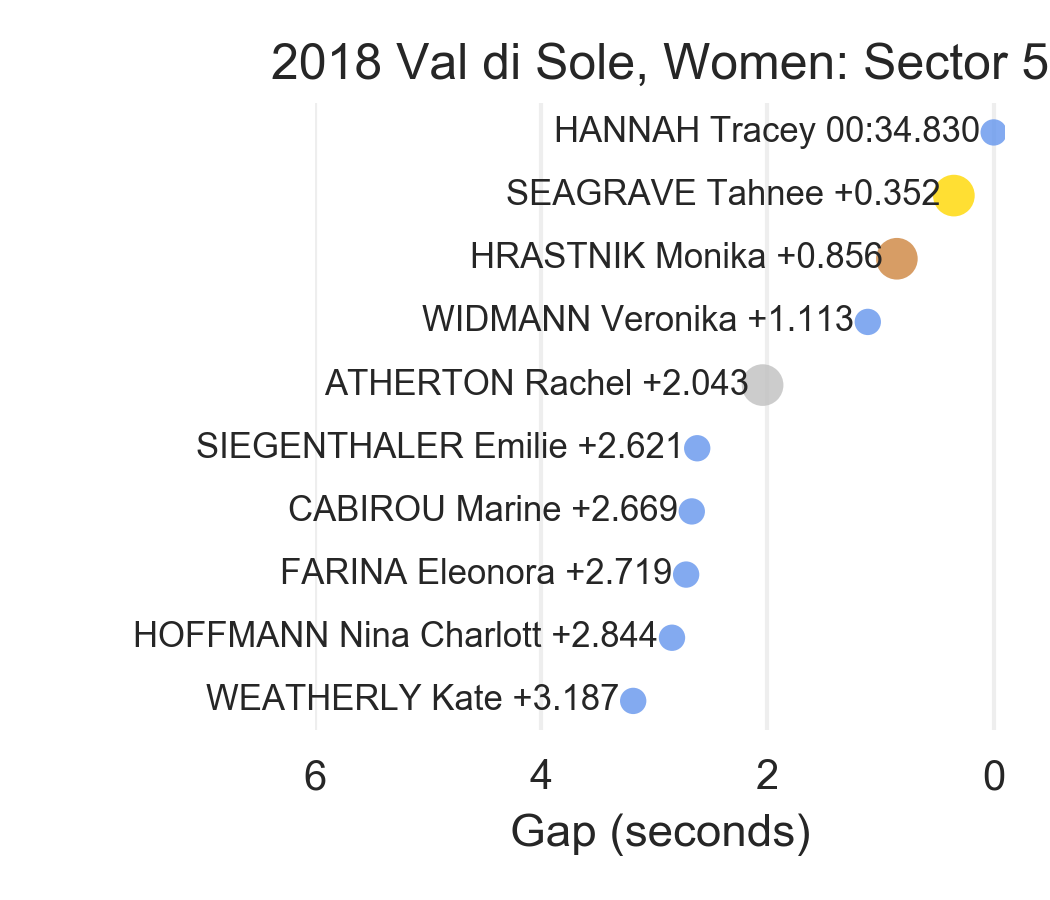 2018 Val di Sole, Women: Sector 5
HANNAH Tracey 00:34.830
SEAGRAVE Tahnee +0.352
HRASTNIK Monika +0.856
WIDMANN Veronika +1.113
ATHERTON Rachel +2.043
SIEGENTHALER Emilie +2.621
CABIROU Marine +2.669
FARINA Eleonora +2.719
HOFFMANN Nina Charlott +2.844
WEATHERLY Kate +3.187
6 4 2 0
Gap (seconds)